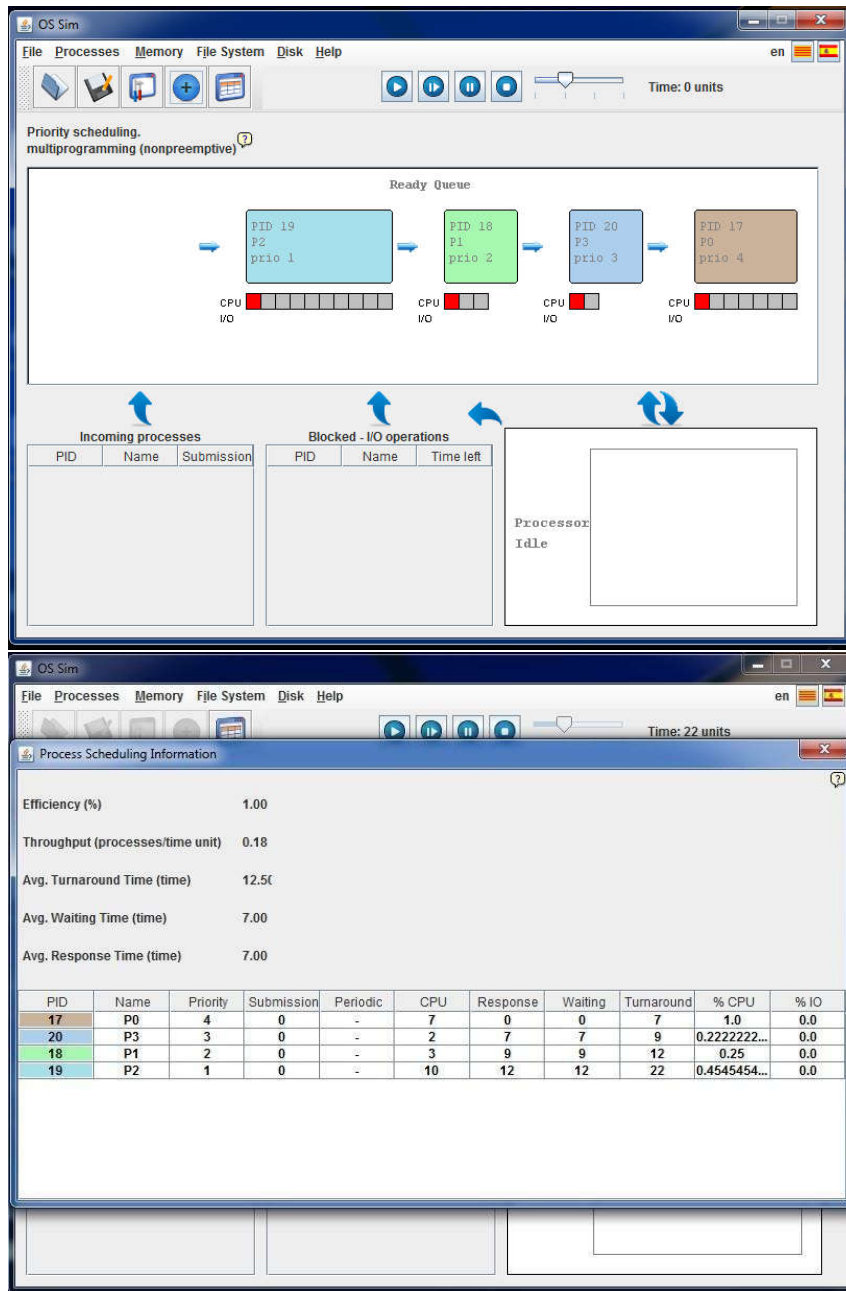 OS Sim
File Processes Memory File System Disk Help en
Time: 0 units
Priority scheduling.
multiprogramming (nonpreemptive) ?
Ready Queue
PID 19 PID 18 PID 20 PID 17
P2 P1 P3 P0
prio 1 prio 2 prio 3 prio 4
CPU CPU CPU CPU
I/O I/O I/O I/O
Incoming processes Blocked - I/O operations
PID Name Submission PID Name Time left
Processor
Idle
OS Sim
File Processes Memory File System Disk Help en
Time: 22 units
Process Scheduling Information
?
Efficiency (%) 1.00
Throughput (processes/time unit) 0.18
Avg. Turnaround Time (time) 12.50
Avg. Waiting Time (time) 7.00
Avg. Response Time (time) 7.00
PID Name Priority Submission Periodic CPU Response Waiting Turnaround % CPU % IO
17 P0 4 0 - 7 0 0 7 1.0 0.0
20 P3 3 0 - 2 7 7 9 0.2222222... 0.0
18 P1 2 0 - 3 9 9 12 0.25 0.0
19 P2 1 0 - 10 12 12 22 0.4545454... 0.0